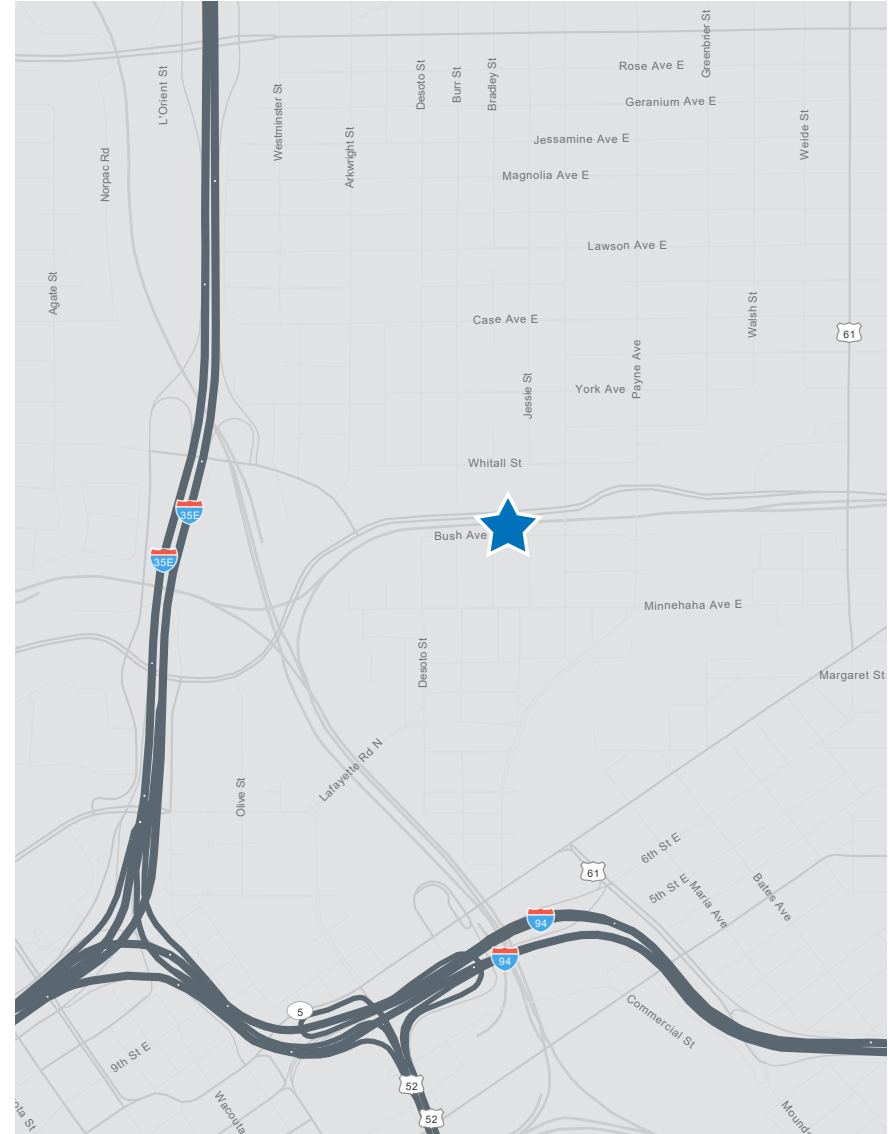 Greenbrier St
L'Orient St
Rose Ave E
Desoto St
Burr St
Bradley St
Geranium Ave E
Westminster St
Weide St
Jessamine Ave E
Arkwright St
Norpac Rd
Magnolia Ave E
Lawson Ave E
Agate St
Walsh St
Case Ave E
61
Payne Ave
Jessie St
York Ave
Whitall St
35E
Bush Ave
35E
Minnehaha Ave E
Desoto St
Margaret St
Lafayette Rd N
Olive St
6th St E
61
5th St E
Maria Ave
Bates Ave
94
94
5
Commercial St
9th St E
52
Wacouta
52